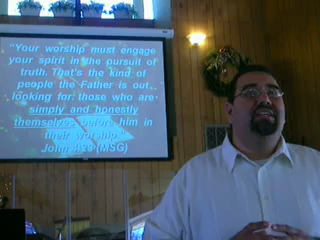 "Your worship must engage
your spirit in the pursuit of
truth. That's the kind of
people the Father is out
looking for: those who are
simply and honestly
themselves before him in
their worship."
John 4:23 (MSG)